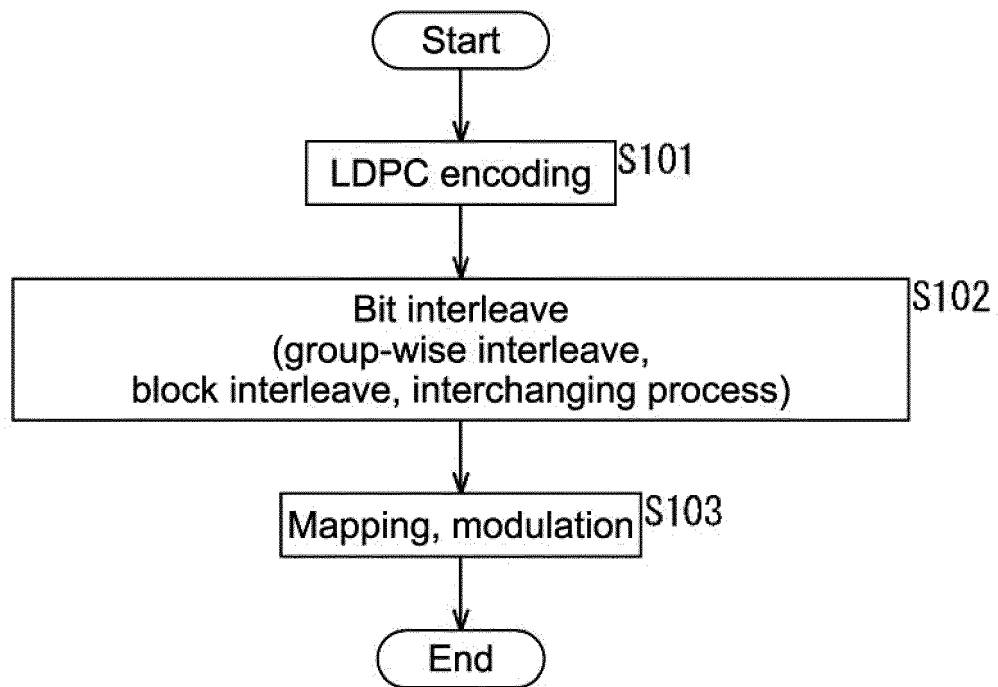 Start
LDPC encoding
S101
Bit interleave
(group-wise interleave,
block interleave, interchanging process)
S102
Mapping, modulation
S103
End